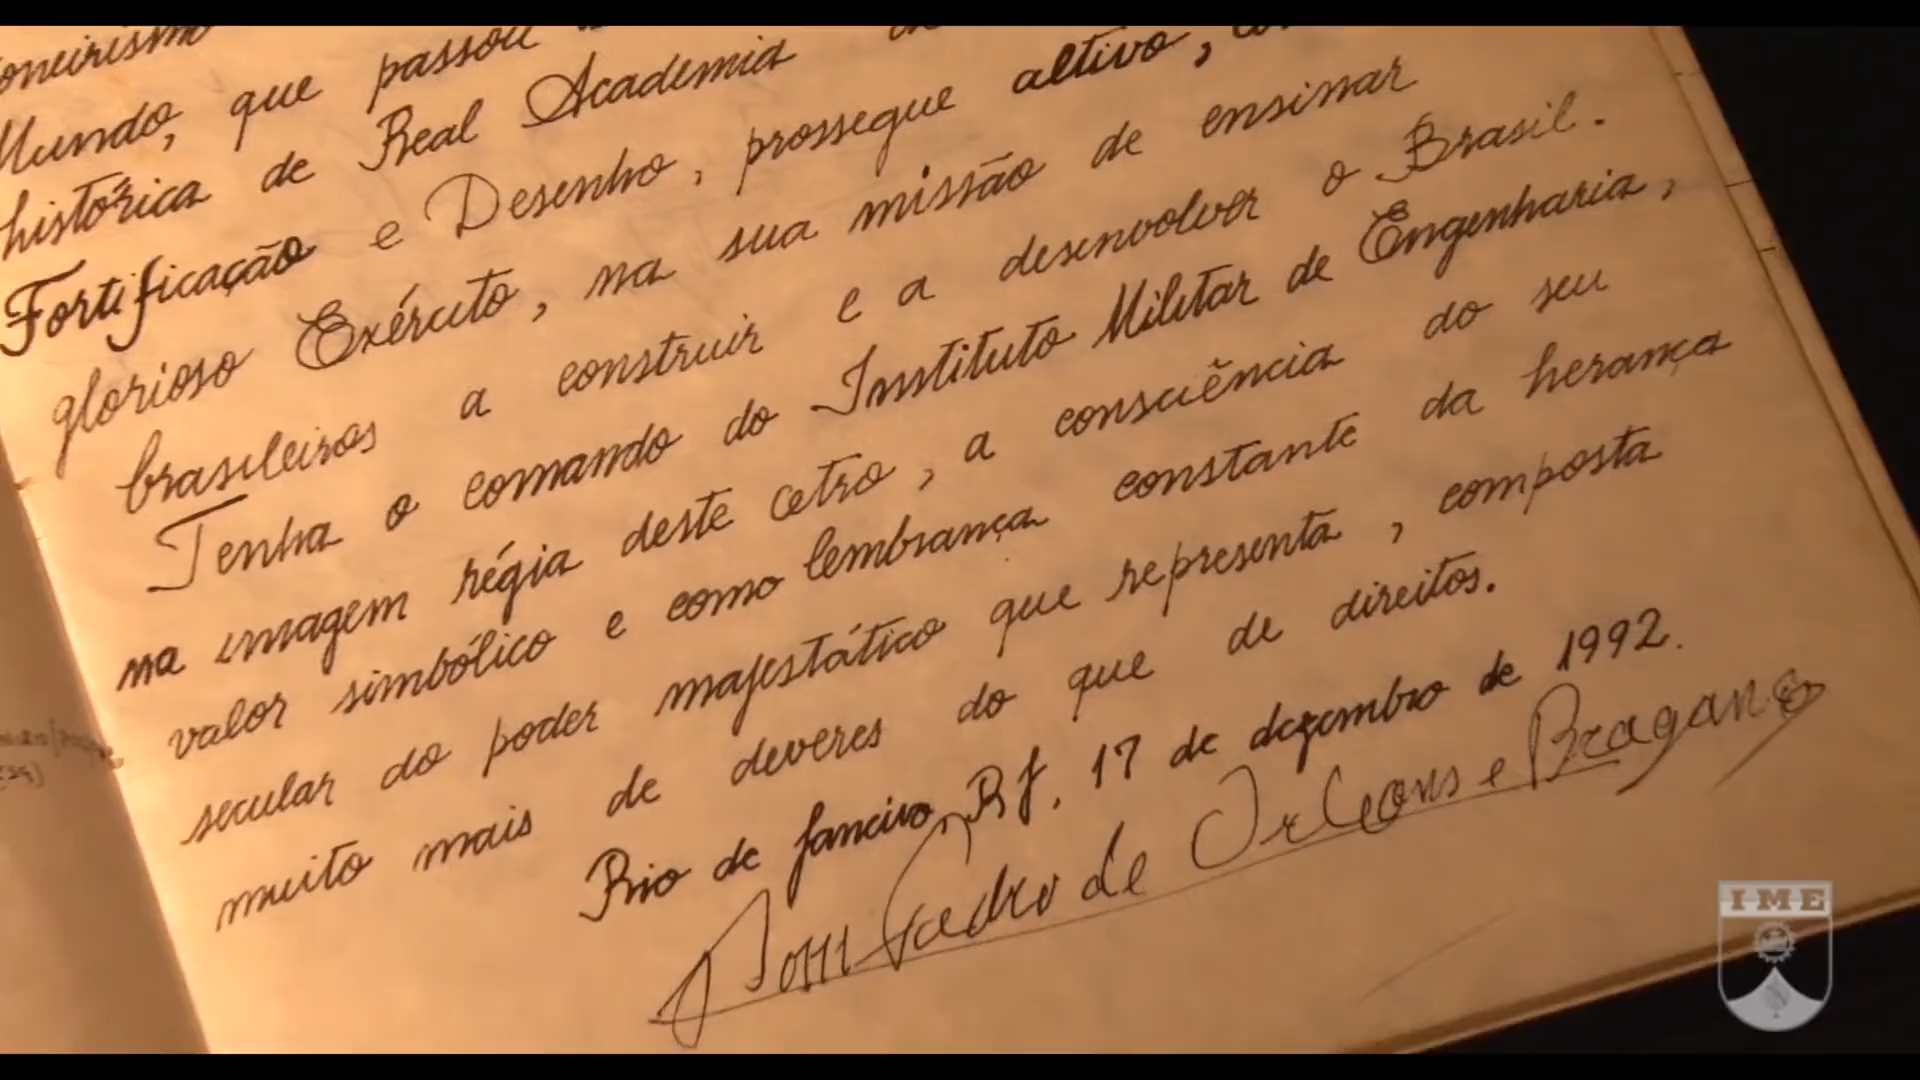 Mundo, que passou
histórica de Real Academia de
Fortificação e Desenho, prossegue altivo,
glorioso Exército, na sua missão de ensinar
brasileiros a construir e a desenvolver o Brasil.
Tenha o comando do Instituto Militar de Engenharia,
na imagem régia deste cetro, a consciência do seu
valor simbólico e como lembrança constante da herança
secular do poder majestático que representa, composta
muito mais de deveres do que de direitos.
Rio de Janeiro, RJ, 17 de dezembro de 1992.
Dom Pedro de Orleans e Bragança
IME